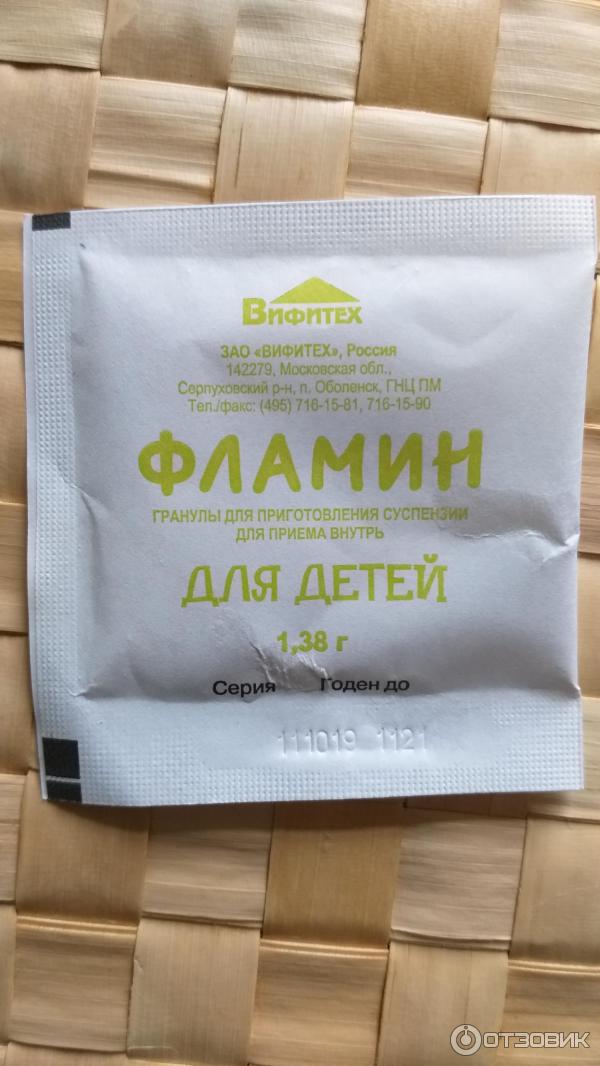 ВИФИТЕХ
ЗАО «ВИФИТЕХ», Россия
142279, Московская обл.,
Серпуховский р-н, п. Оболенск, ГНЦ ПМ
Тел./факс: (495) 716-15-81, 716-15-90
ФЛАМИН
ГРАНУЛЫ ДЛЯ ПРИГОТОВЛЕНИЯ СУСПЕНЗИИ
ДЛЯ ПРИЕМА ВНУТРЬ
ДЛЯ ДЕТЕЙ
1,38 г
Серия Годен до
111019 1121
ОТЗОВИК